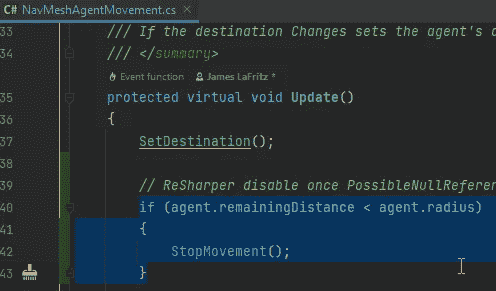 C# NavMeshAgentMovement.cs ×
33 /// If the destination Changes sets the agent's
34 /// </summary>
Event function James LaFritz *
35 protected virtual void Update()
36 {
37 SetDestination();
38
39 // ReSharper disable once PossibleNullReferen
40 if (agent.remainingDistance < agent.radius)
41 {
42 StopMovement();
43 }